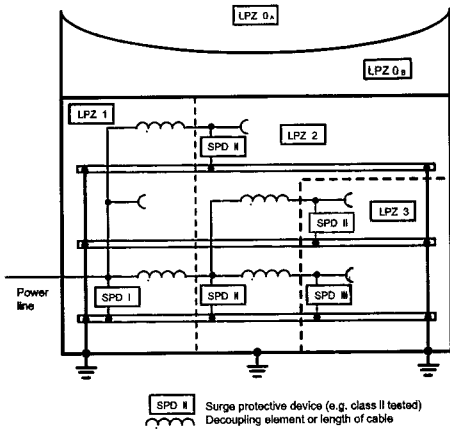 LPZ 0A
LPZ 0B
LPZ 1
LPZ 2
SPD II
LPZ 3
SPD II
Power
line
SPD I
SPD II
SPD III
SPD II Surge protective device (e.g. class II tested)
Decoupling element or length of cable